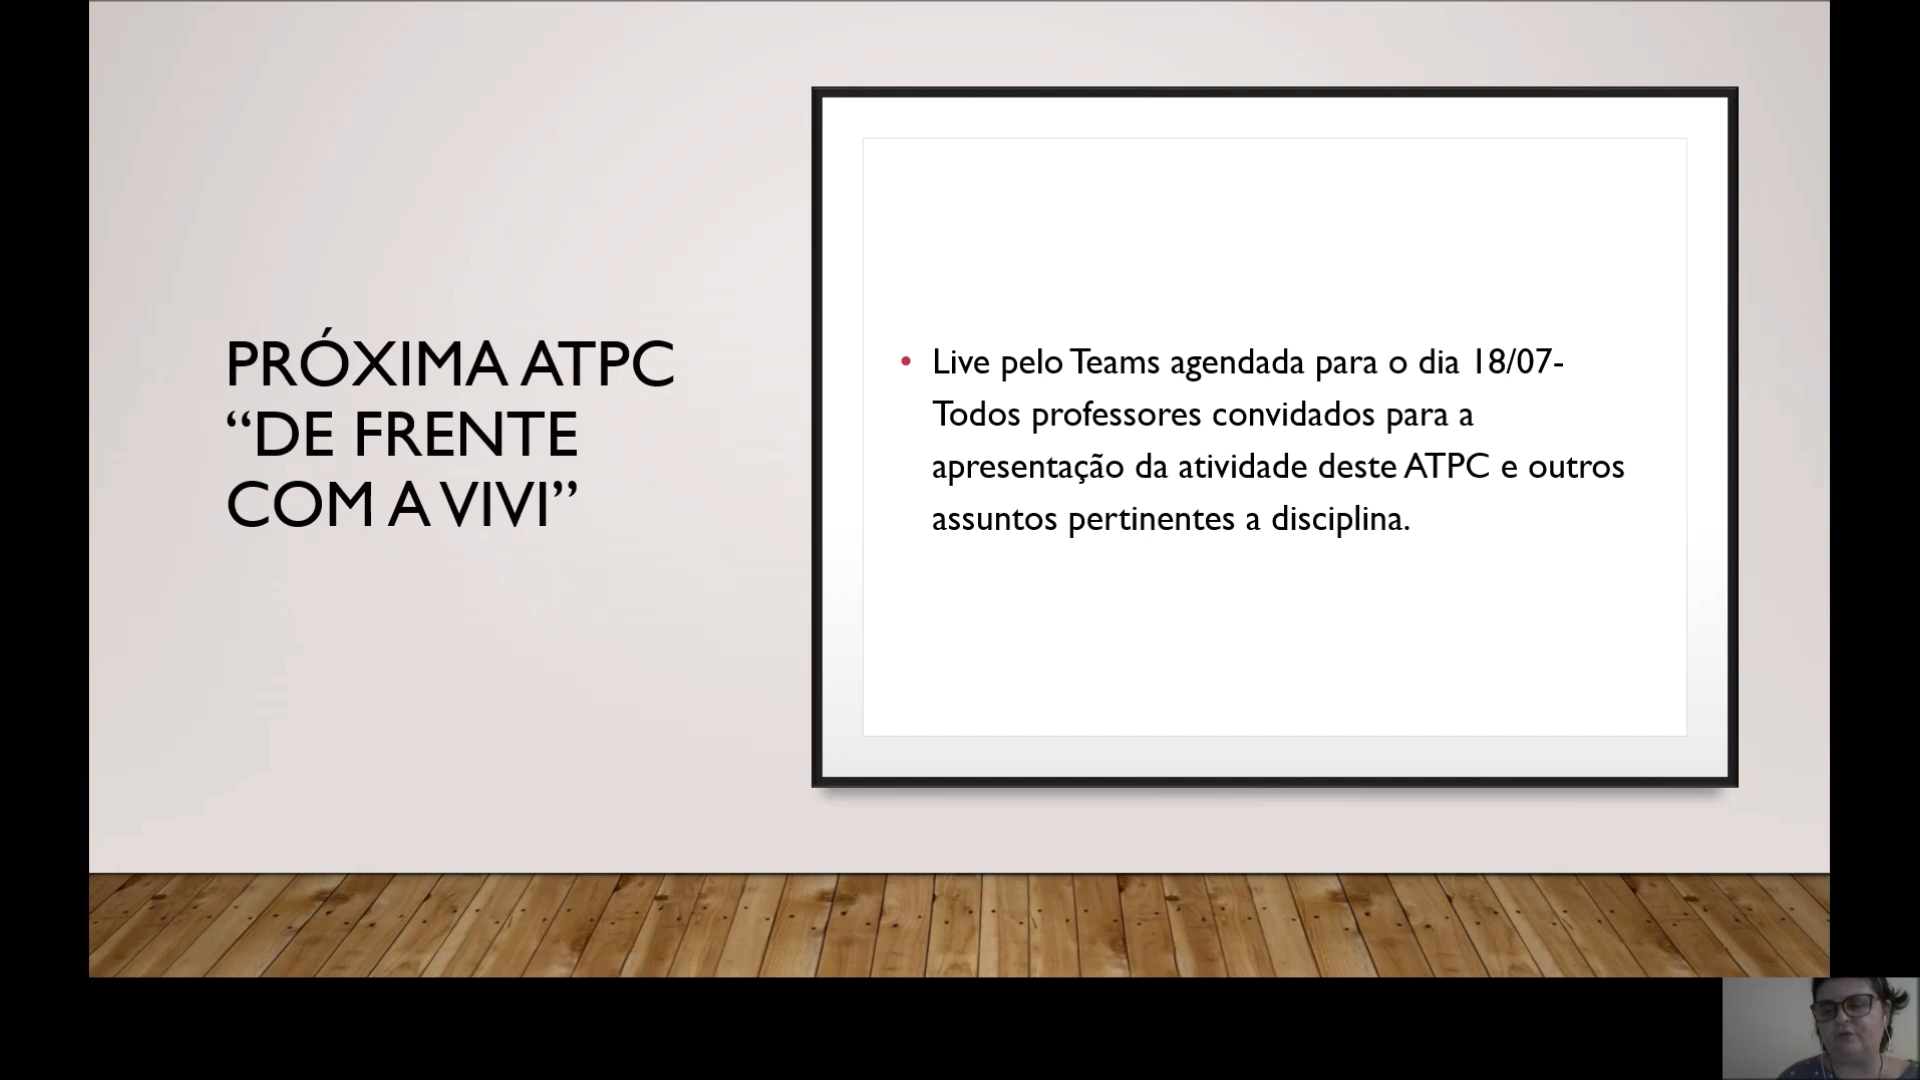 PRÓXIMA ATPC
“DE FRENTE
COM A VIVI”
• Live pelo Teams agendada para o dia 18/07-
Todos professores convidados para a
apresentação da atividade deste ATPC e outros
assuntos pertinentes a disciplina.